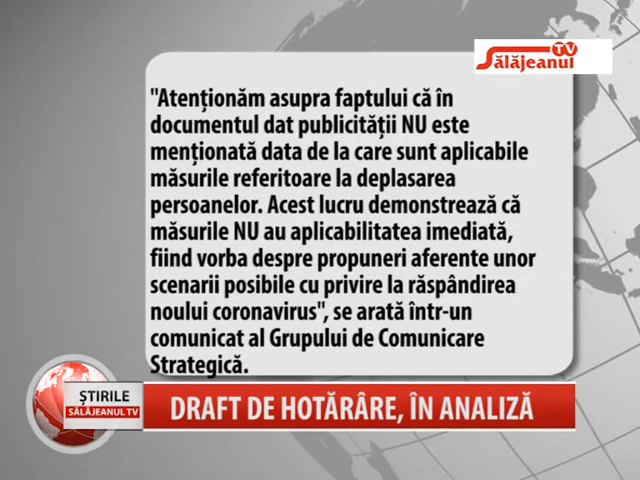 Sălăjeanul TV
"Atenționăm asupra faptului că în
documentul dat publicității NU este
menționată data de la care sunt aplicabile
măsurile referitoare la deplasarea
persoanelor. Acest lucru demonstrează că
măsurile NU au aplicabilitatea imediată,
fiind vorba despre propuneri aferente unor
scenarii posibile cu privire la răspândirea
noului coronavirus", se arată într-un
comunicat al Grupului de Comunicare
Strategică.
ȘTIRILE
SĂLĂJEANUL TV
DRAFT DE HOTĂRÂRE, ÎN ANALIZĂ